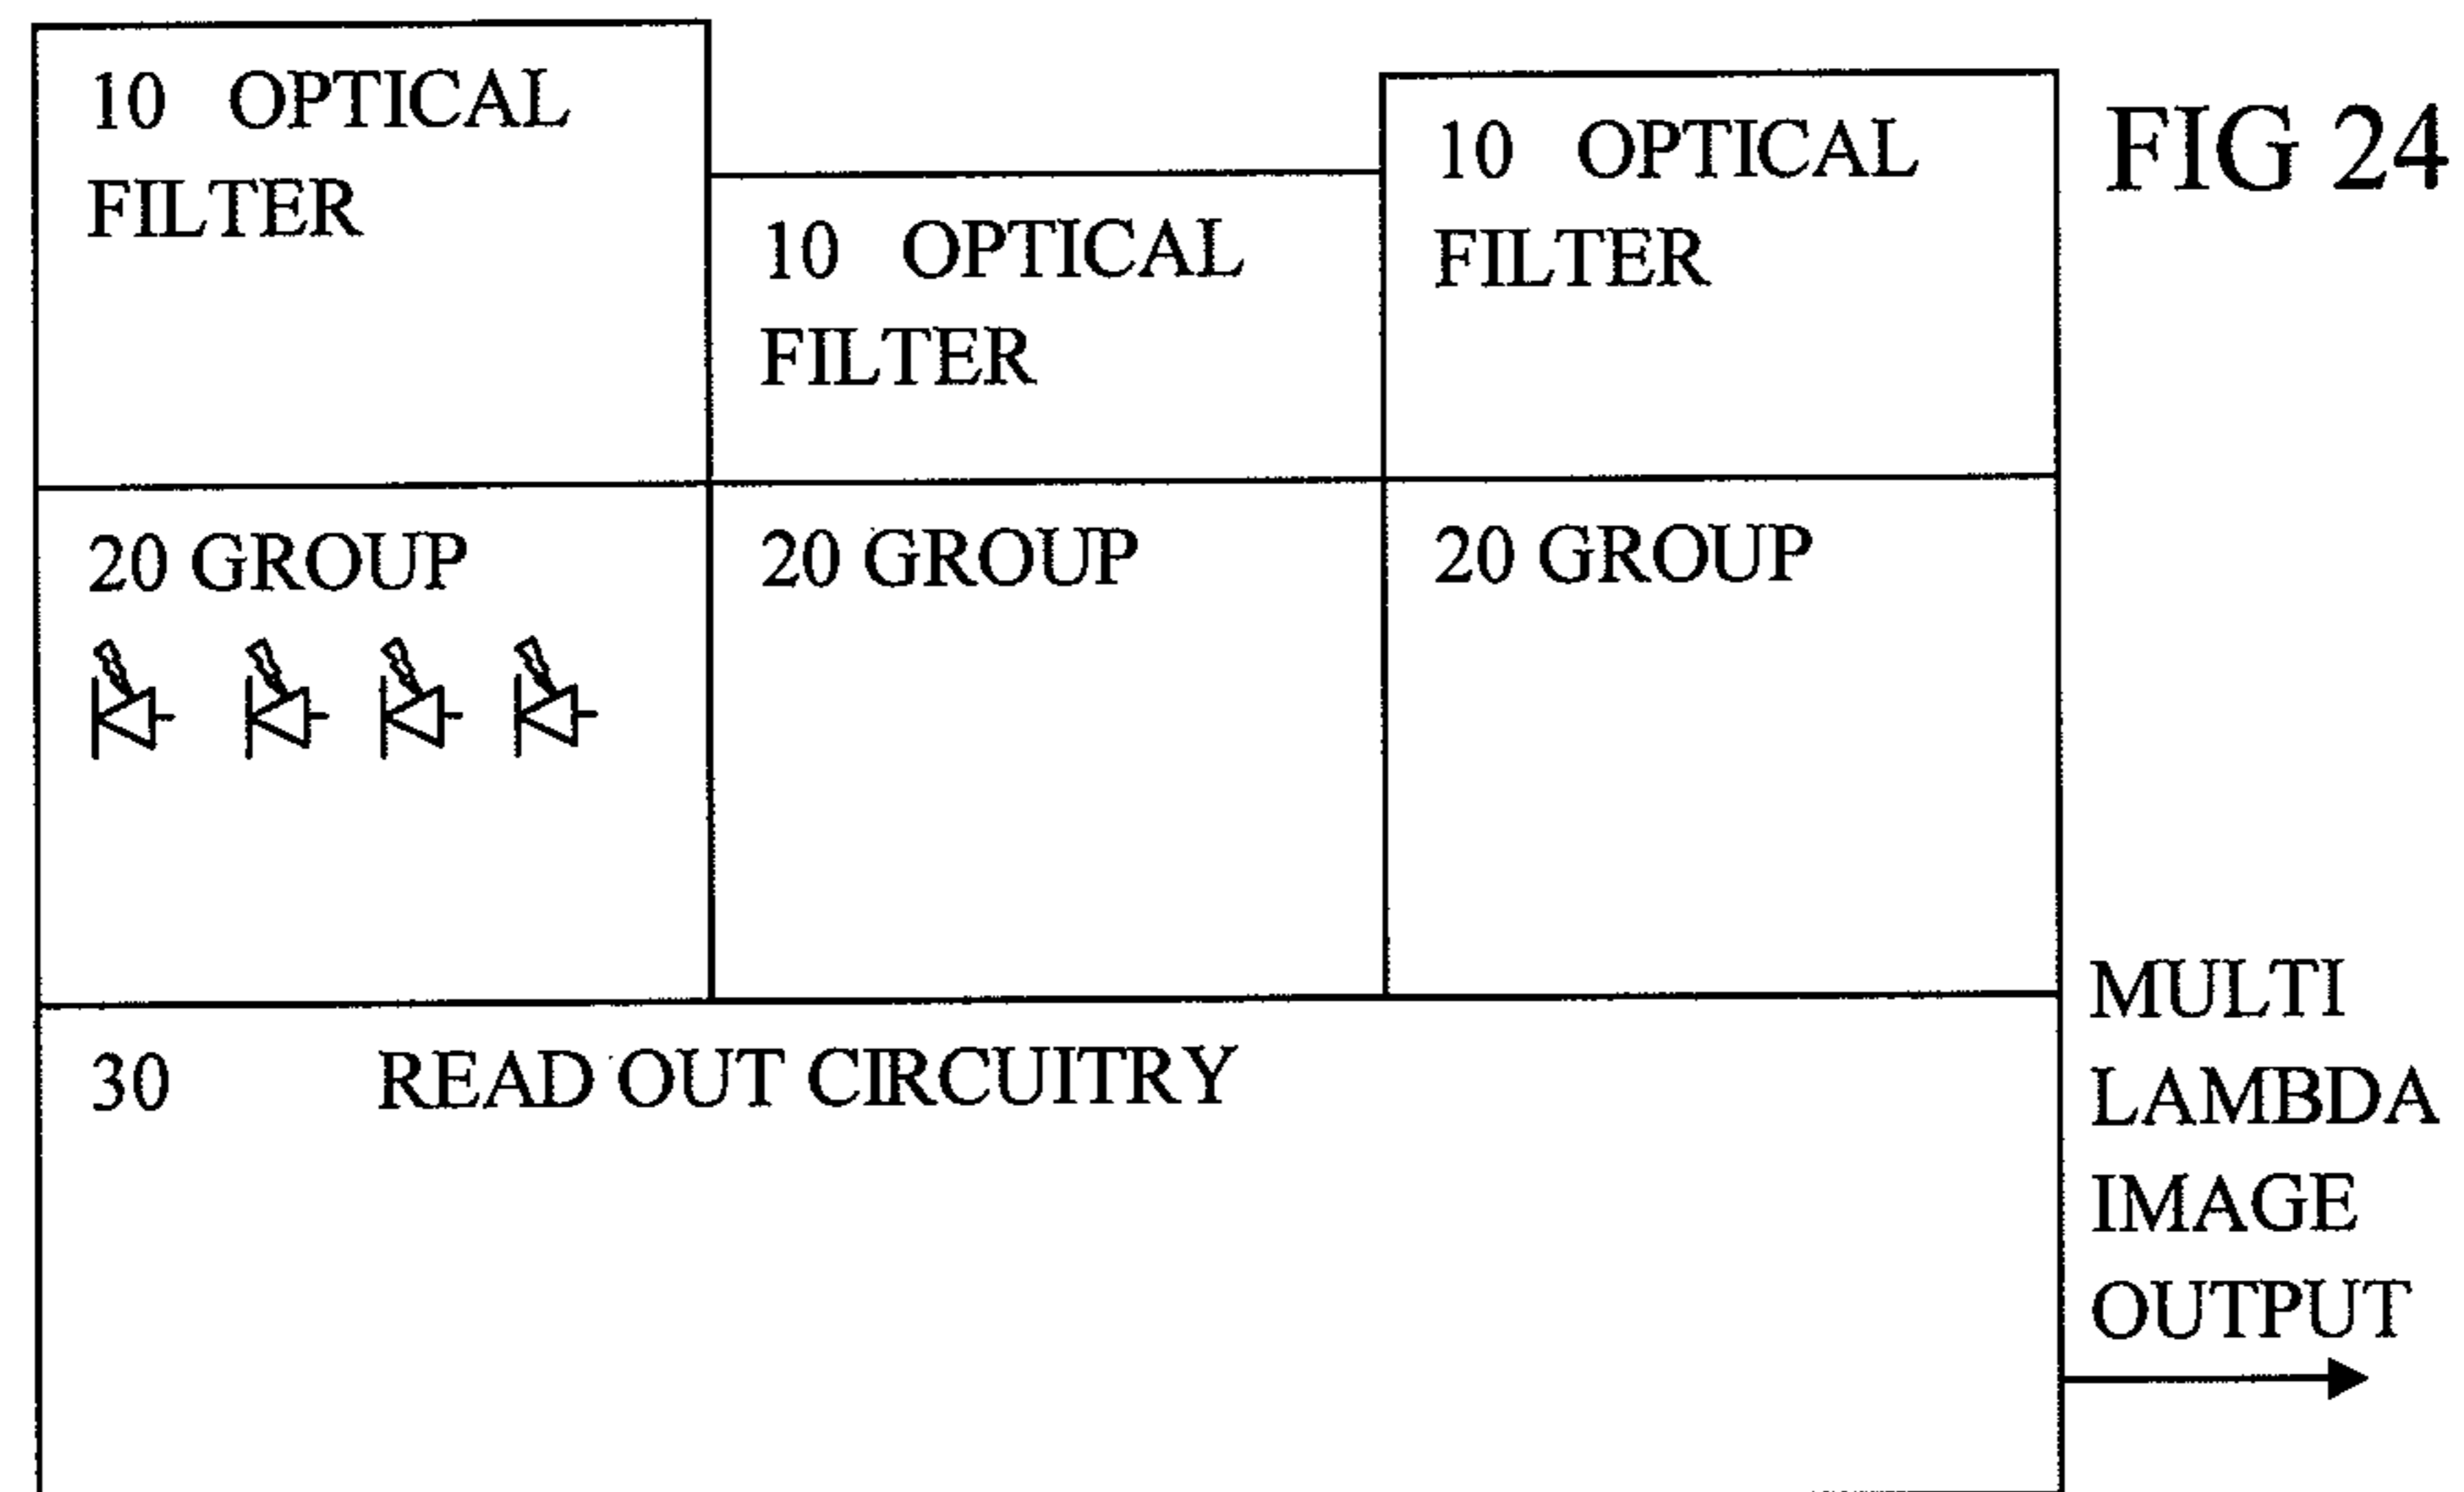 10 OPTICAL
FILTER
10 OPTICAL
FILTER
10 OPTICAL
FILTER
FIG 24
20 GROUP
20 GROUP
20 GROUP
30 READ OUT CIRCUITRY
MULTI
LAMBDA
IMAGE
OUTPUT